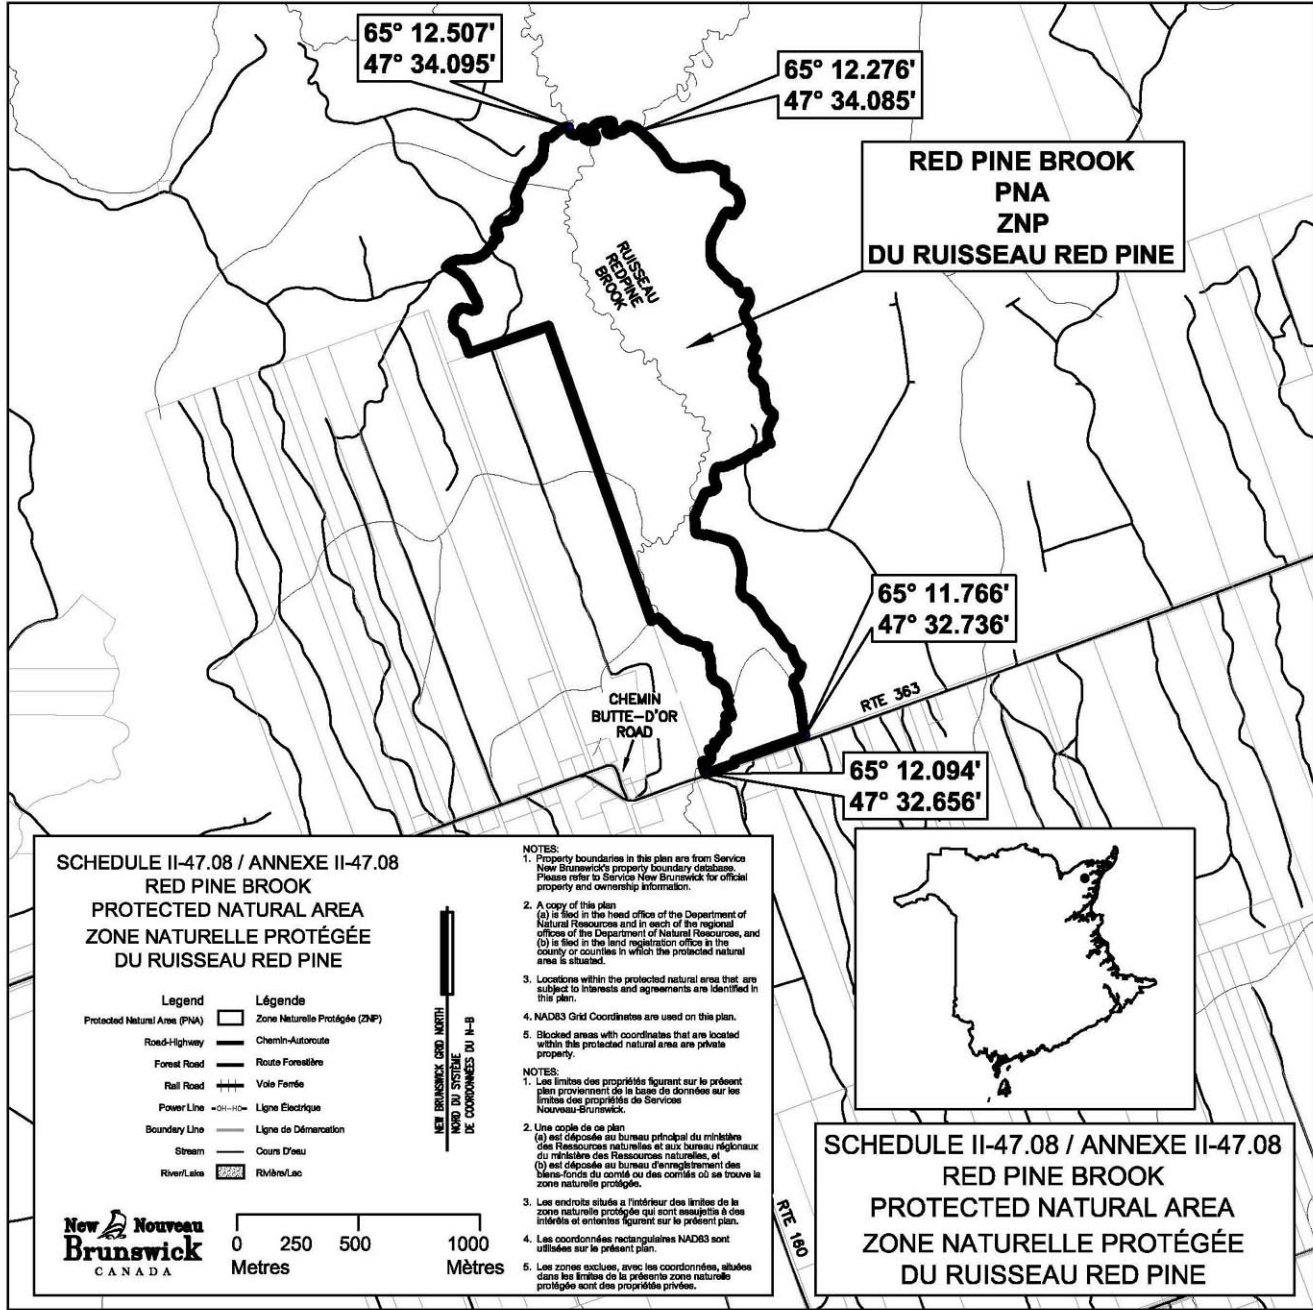 65° 12.507'
47° 34.095'
65° 12.276'
47° 34.085'
RED PINE BROOK
PNA
ZNP
DU RUISSEAU RED PINE
RUISSEAU
REDPINE
BROOK
65° 11.766'
47° 32.736'
RTE 363
CHEMIN
BUTTE-D'OR
ROAD
65° 12.094'
47° 32.656'
SCHEDULE II-47.08 / ANNEXE II-47.08
RED PINE BROOK
PROTECTED NATURAL AREA
ZONE NATURELLE PROTÉGÉE
DU RUISSEAU RED PINE
Legend Légende
Protected Natural Area (PNA) Zone Naturelle Protégée (ZNP)
Road-Highway Chemin-Autoroute
Forest Road Route Forestière
Rail Road Voie Ferrée
Power Line -OH-HO- Ligne Électrique
Boundary Line Ligne de Démarcation
Stream Cours D'eau
River/Lake Rivière/Lac
NEW BRUNSWICK GRID NORTH
NORD DU SYSTÈME
DE COORDONNÉES DU N-B
New Nouveau
Brunswick
CANADA
0 250 500 1000
Metres Mètres
NOTES:
1. Property boundaries in this plan are from Service
New Brunswick's property boundary database.
Please refer to Service New Brunswick for official
property and ownership information.
2. A copy of this plan
(a) is filed in the head office of the Department of
Natural Resources and in each of the regional
offices of the Department of Natural Resources, and
(b) is filed in the land registration office in the
county or counties in which the protected natural
area is situated.
3. Locations within the protected natural area that are
subject to interests and agreements are identified in
this plan.
4. NAD83 Grid Coordinates are used on this plan.
5. Blocked areas with coordinates that are located
within this protected natural area are private
property.
NOTES:
1. Les limites des propriétés figurant sur le présent
plan proviennent de la base de données sur les
limites des propriétés de Services
Nouveau-Brunswick.
2. Une copie de ce plan
(a) est déposée au bureau principal du ministère
des Ressources naturelles et aux bureau régionaux
du ministère des Ressources naturelles, et
(b) est déposée au bureau d'enregistrement des
biens-fonds du comté ou des comtés où se trouve la
zone naturelle protégée.
3. Les endroits situés a l'intérieur des limites de la
zone naturelle protégée qui sont assujettis à des
intérêts et ententes figurent sur le présent plan.
4. Les coordonnées rectangulaires NAD83 sont
utilisées sur le présent plan.
5. Les zones exclues, avec les coordonnées, situées
dans les limites de la présente zone naturelle
protégée sont des propriétés privées.
RTE 160
SCHEDULE II-47.08 / ANNEXE II-47.08
RED PINE BROOK
PROTECTED NATURAL AREA
ZONE NATURELLE PROTÉGÉE
DU RUISSEAU RED PINE